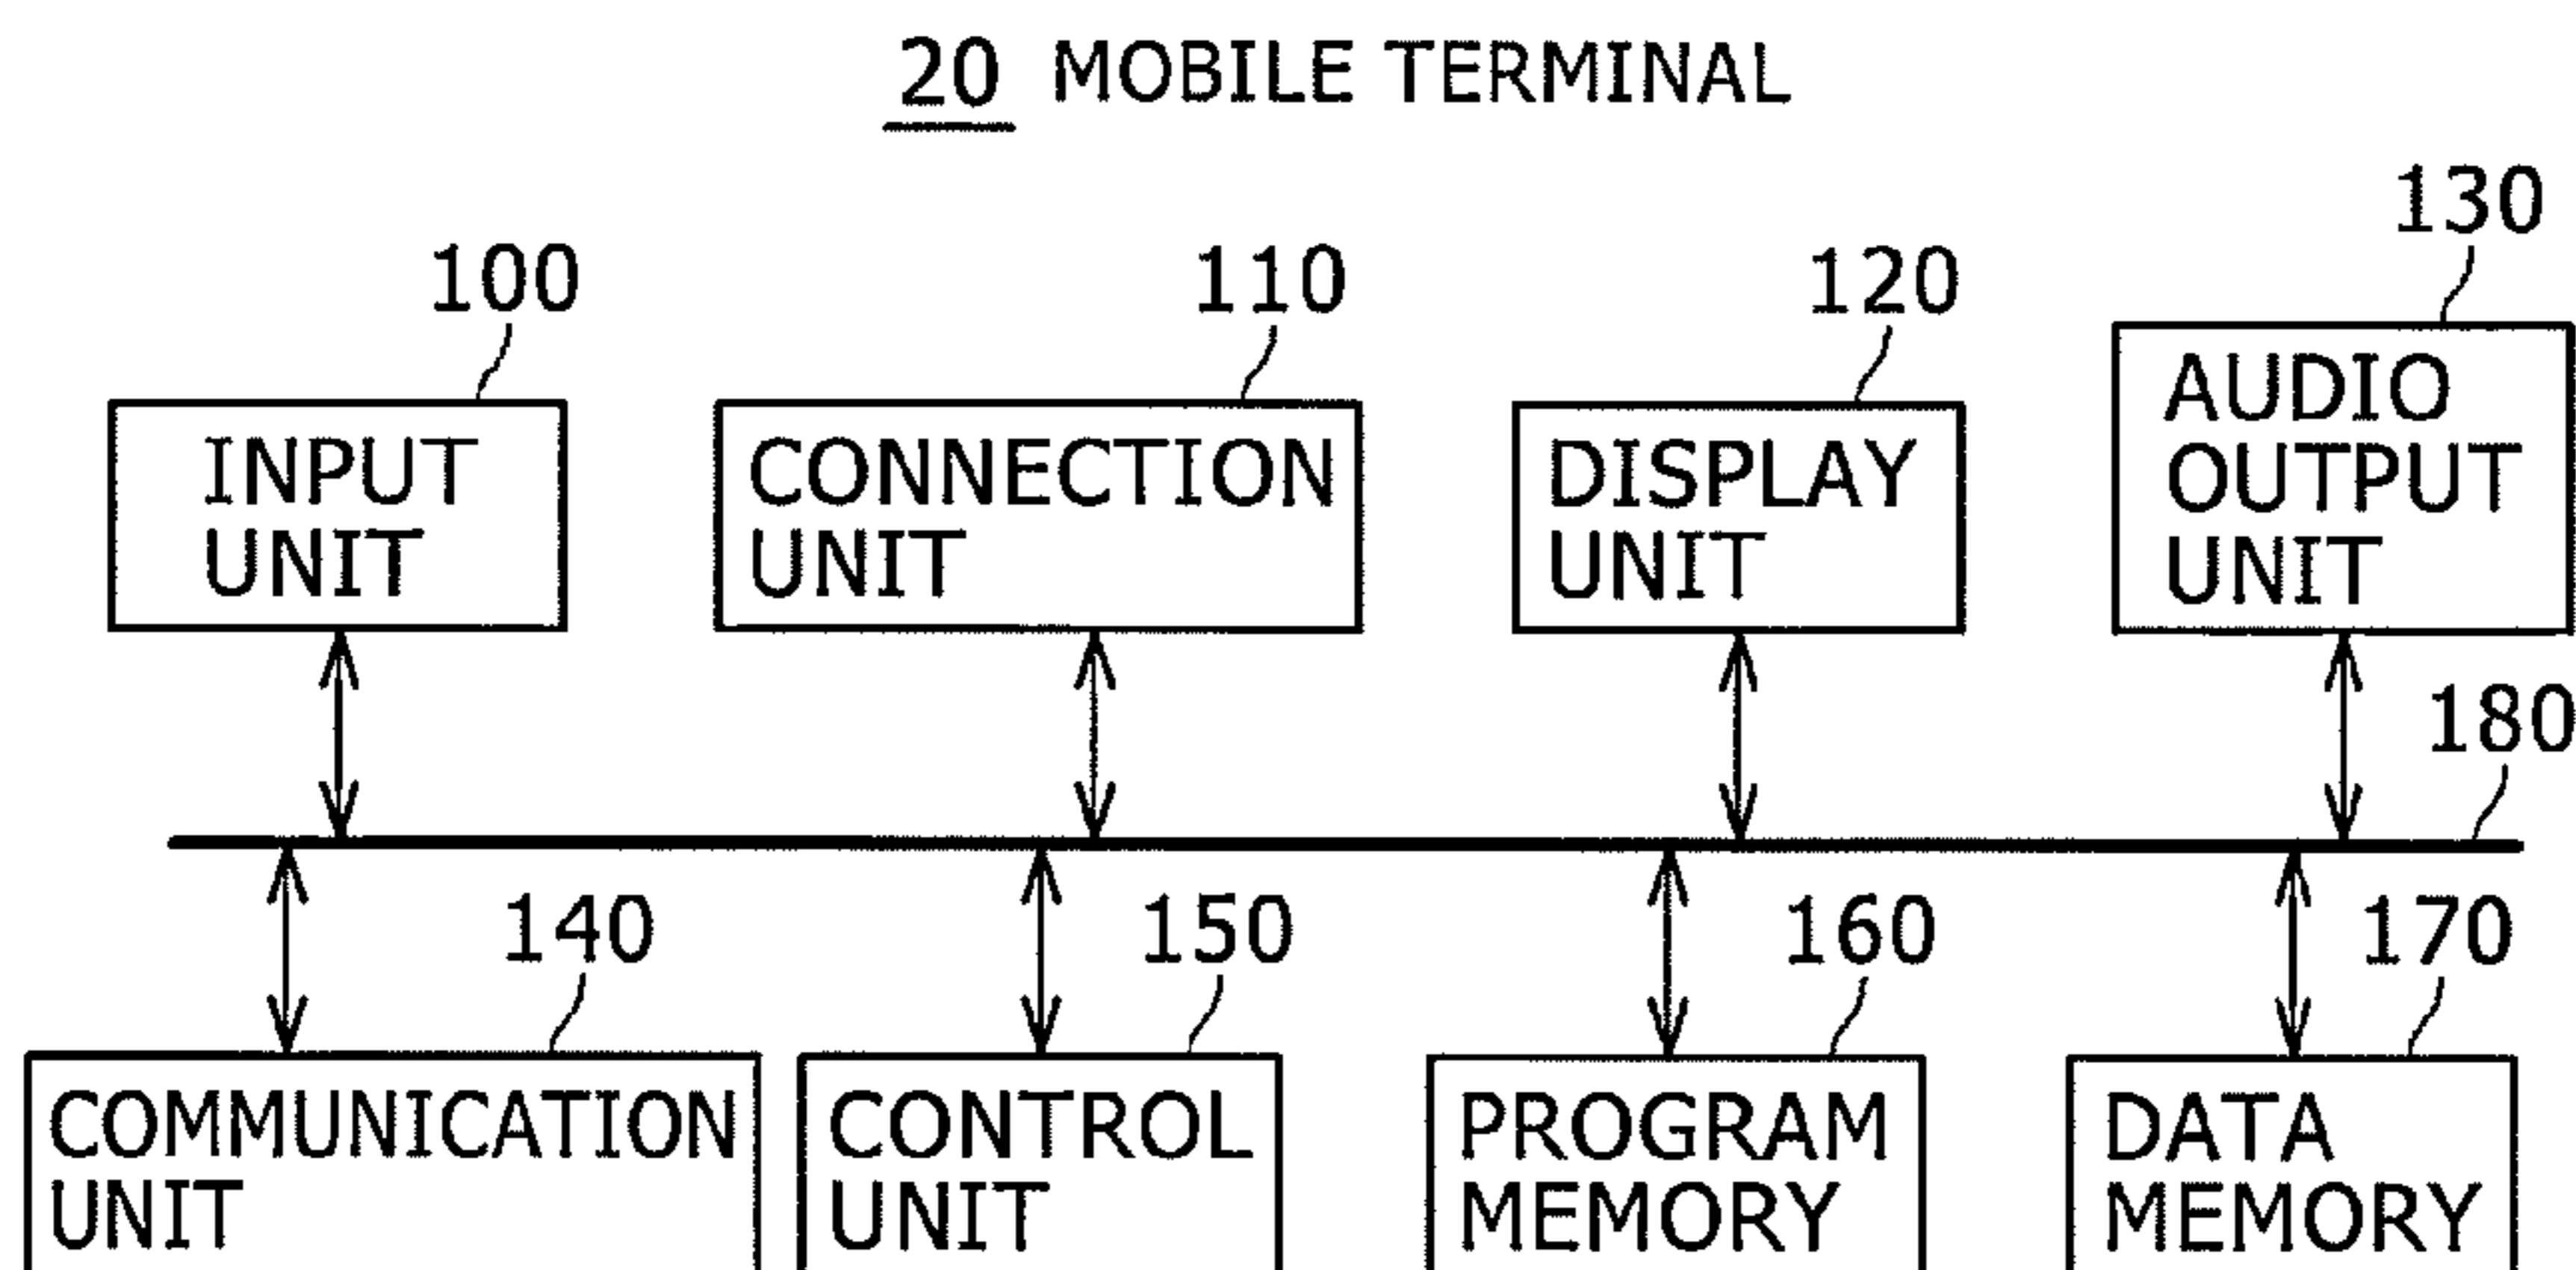 20 MOBILE TERMINAL
130
100
110
120
INPUT
UNIT
CONNECTION
UNIT
DISPLAY
UNIT
AUDIO
OUTPUT
UNIT
180
140
150
160
170
COMMUNICATION
UNIT
CONTROL
UNIT
PROGRAM
MEMORY
DATA
MEMORY